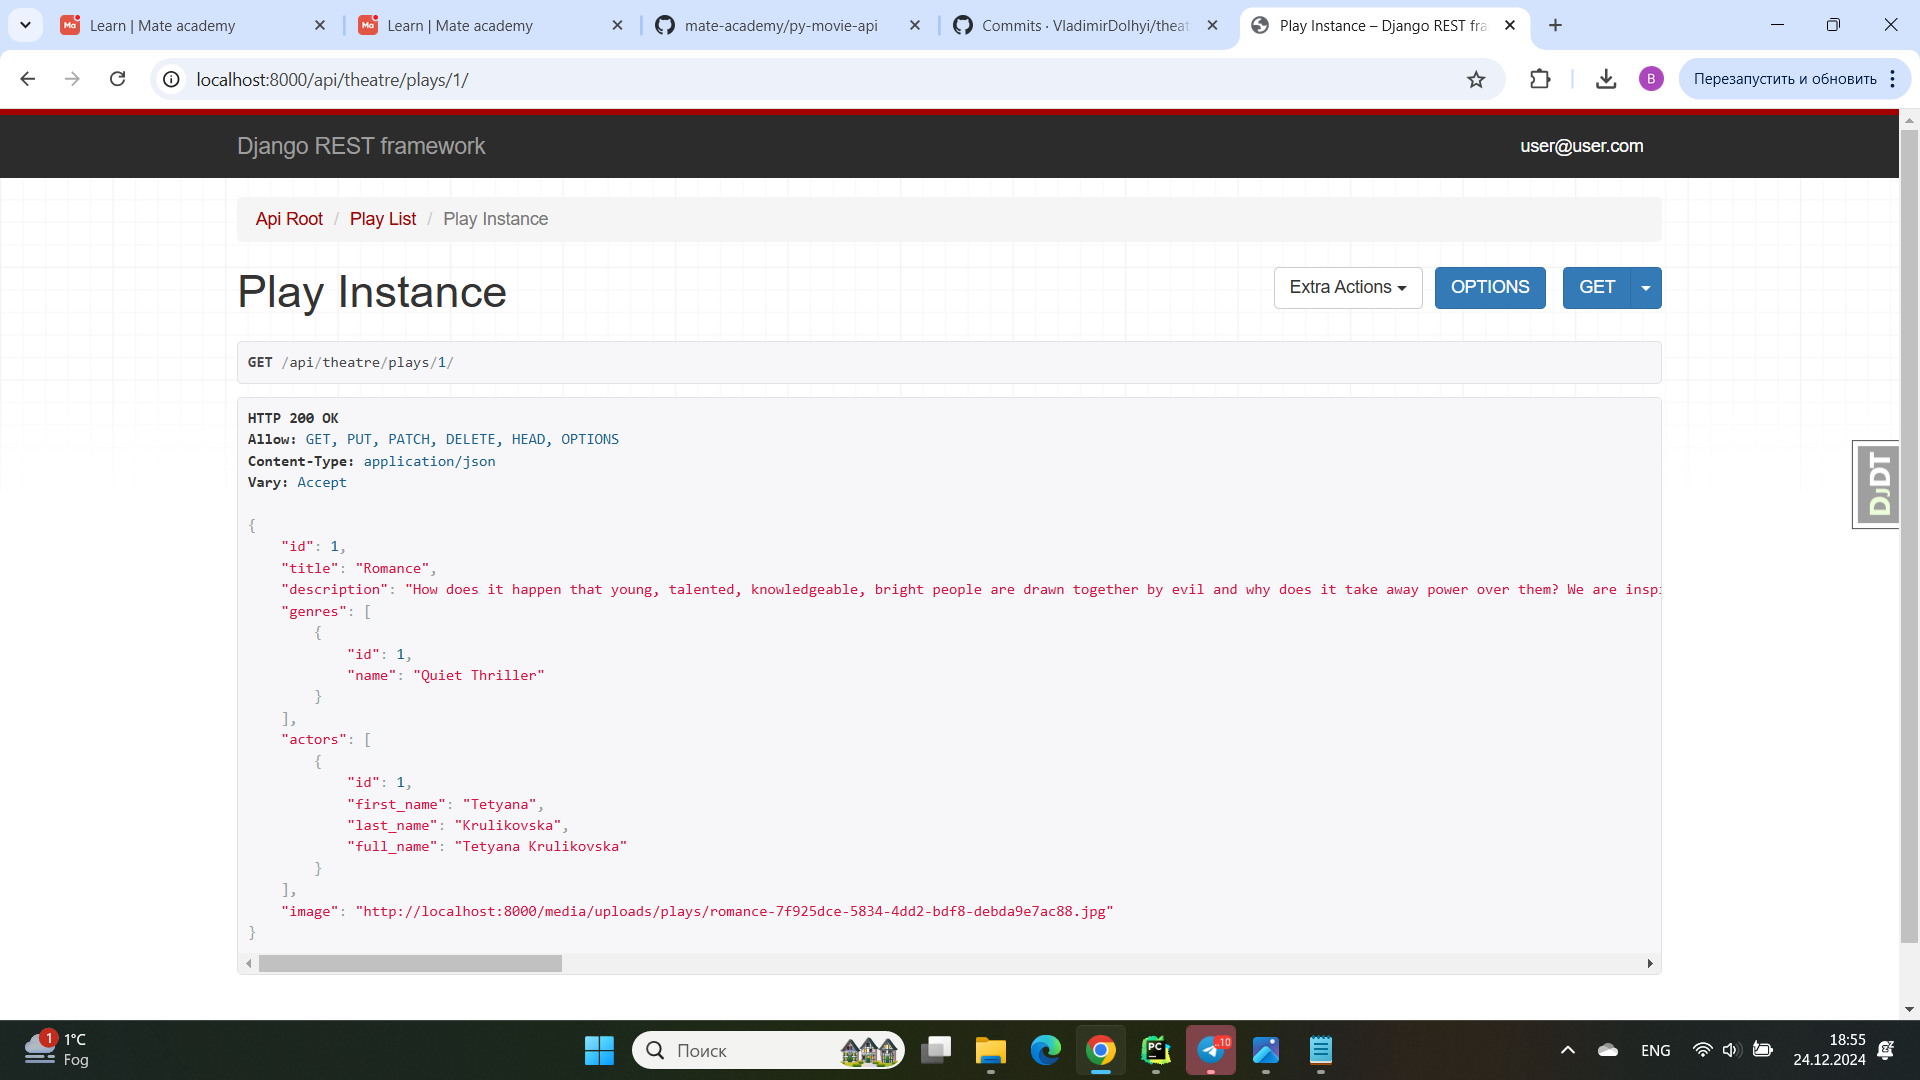 Learn | Mate academy
Learn | Mate academy
mate-academy/py-movie-api
Commits · VladimirDolhyi/theat
Play Instance – Django REST fra
localhost:8000/api/theatre/plays/1/
В
Перезапустить и обновить
Django REST framework
user@user.com
Api Root / Play List / Play Instance
Play Instance
Extra Actions
OPTIONS
GET
GET /api/theatre/plays/1/
HTTP 200 OK
Allow: GET, PUT, PATCH, DELETE, HEAD, OPTIONS
Content-Type: application/json
Vary: Accept
{
"id": 1,
"title": "Romance",
"description": "How does it happen that young, talented, knowledgeable, bright people are drawn together by evil and why does it take away power over them? We are inspi
"genres": [
{
"id": 1,
"name": "Quiet Thriller"
}
],
"actors": [
{
"id": 1,
"first_name": "Tetyana",
"last_name": "Krulikovska",
"full_name": "Tetyana Krulikovska"
}
],
"image": "http://localhost:8000/media/uploads/plays/romance-7f925dce-5834-4dd2-bdf8-debda9e7ac88.jpg"
}
DJDT
1
1°C
Fog
Поиск
PC
10
ENG
18:55
24.12.2024